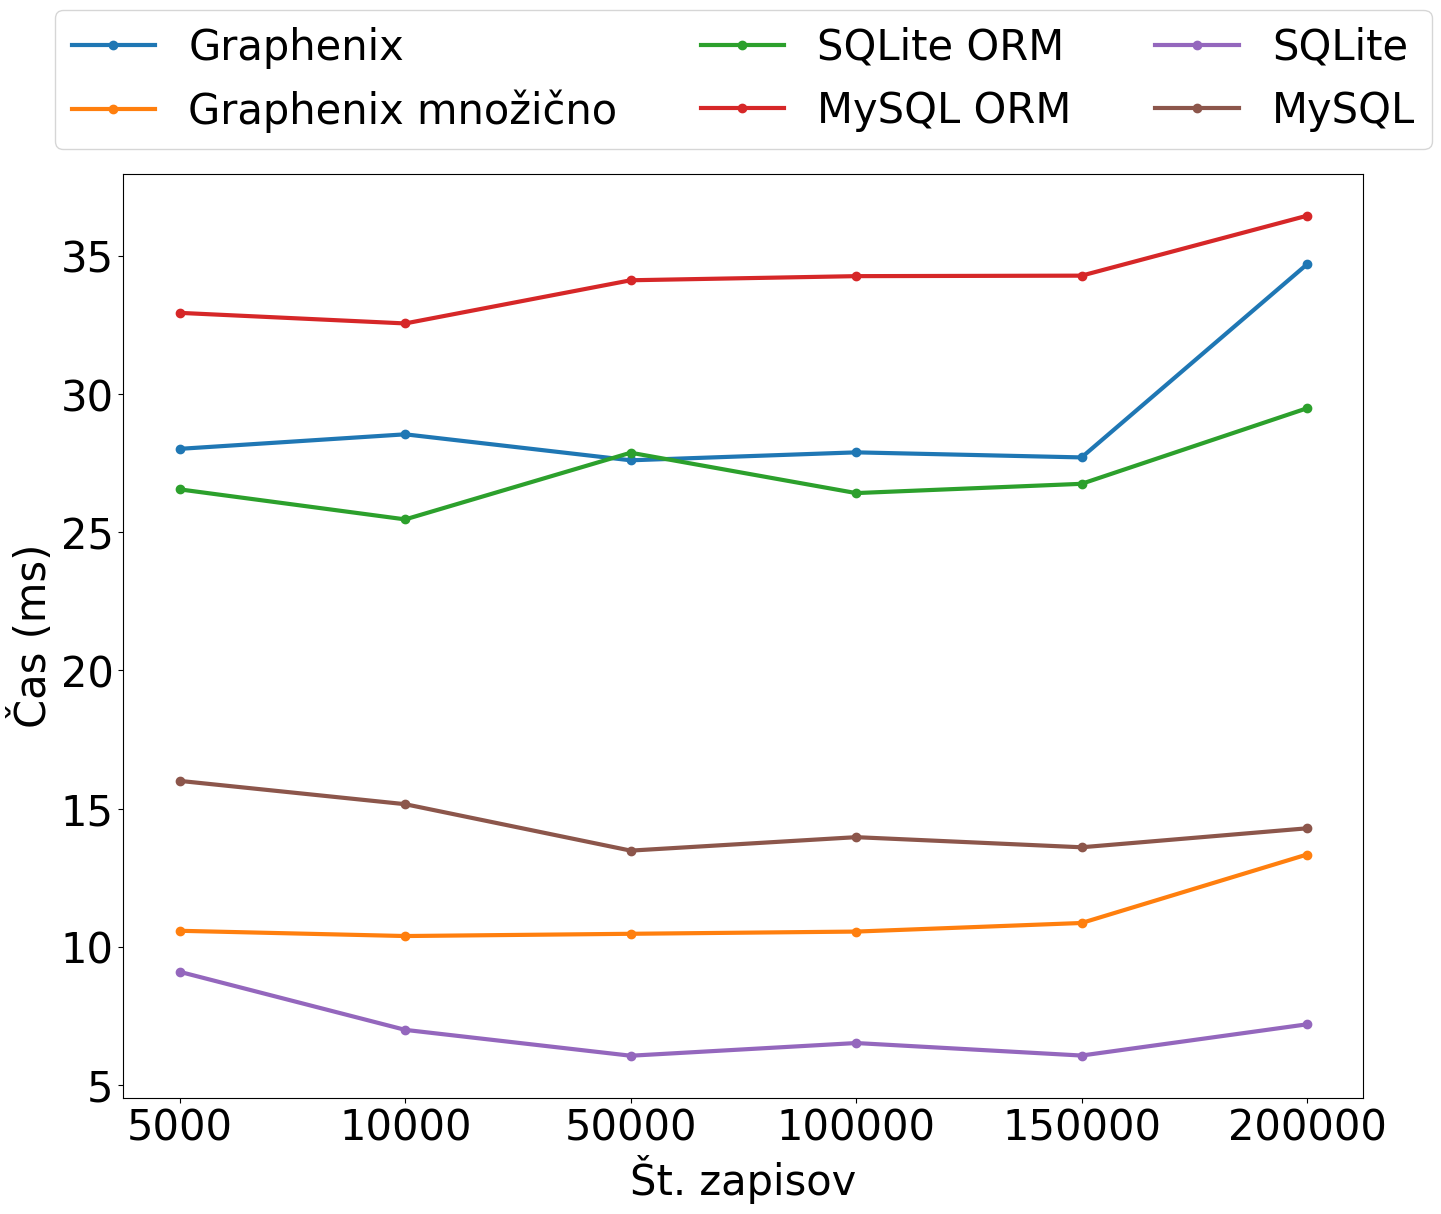 Graphenix
SQLite ORM
SQLite
Graphenix množično
MySQL ORM
MySQL
35
30
25
20
15
10
5
Čas (ms)
5000 10000 50000 100000 150000 200000
Št. zapisov